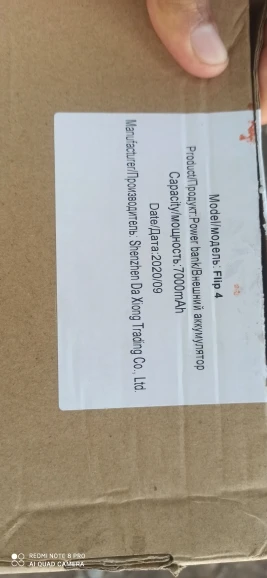 Model/модель: Flip 4
Product/Продукт:Power bank/Внешний аккумулятор
Capacity/мощность:7000mAh
Date/Дата:2020/09
Manufacturer/Производитель: Shenzhen Da Xiong Trading Co., Ltd.
REDMI NOTE 8 PRO
AI QUAD CAMERA